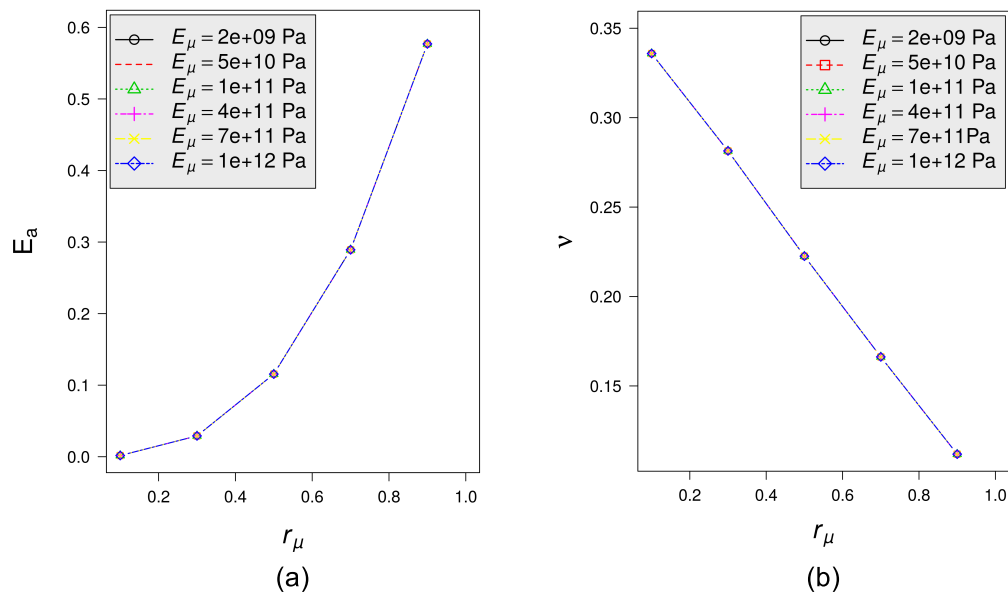 E_μ = 2e+09 Pa
E_μ = 5e+10 Pa
E_μ = 1e+11 Pa
E_μ = 4e+11 Pa
E_μ = 7e+11 Pa
E_μ = 1e+12 Pa
0.6
0.5
0.4
0.3
0.2
0.1
0.0
E_a
0.2 0.4 0.6 0.8 1.0
r_μ
(a)
E_μ = 2e+09 Pa
E_μ = 5e+10 Pa
E_μ = 1e+11 Pa
E_μ = 4e+11 Pa
E_μ = 7e+11Pa
E_μ = 1e+12 Pa
0.35
0.30
0.25
0.20
0.15
ν
0.2 0.4 0.6 0.8 1.0
r_μ
(b)